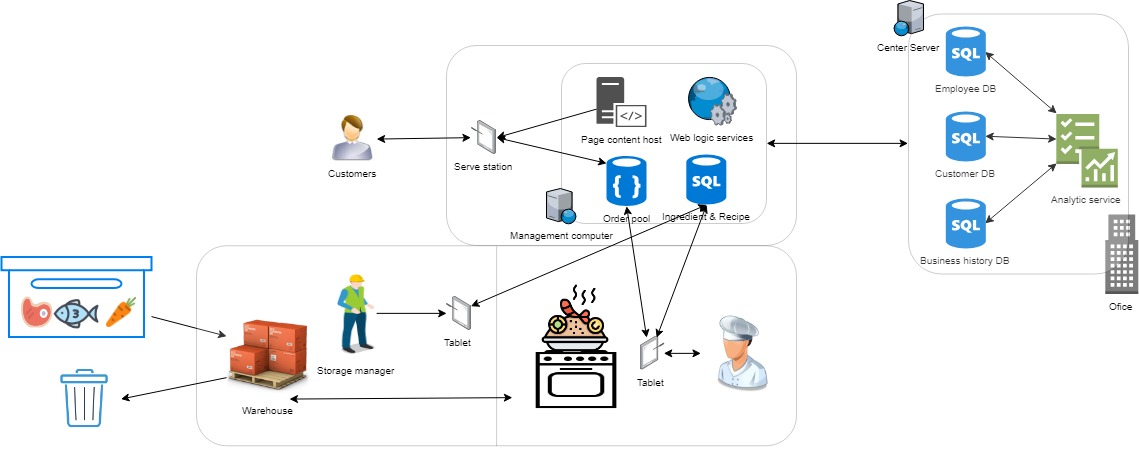 Center Server
SQL
Employee DB
</>
Page content host
Web logic services
SQL
Customer DB
Customers
Serve station
{ }
SQL
Analytic service
Order pool
Ingredient & Recipe
Management computer
SQL
Business history DB
Ofice
Tablet
Storage manager
Tablet
Warehouse